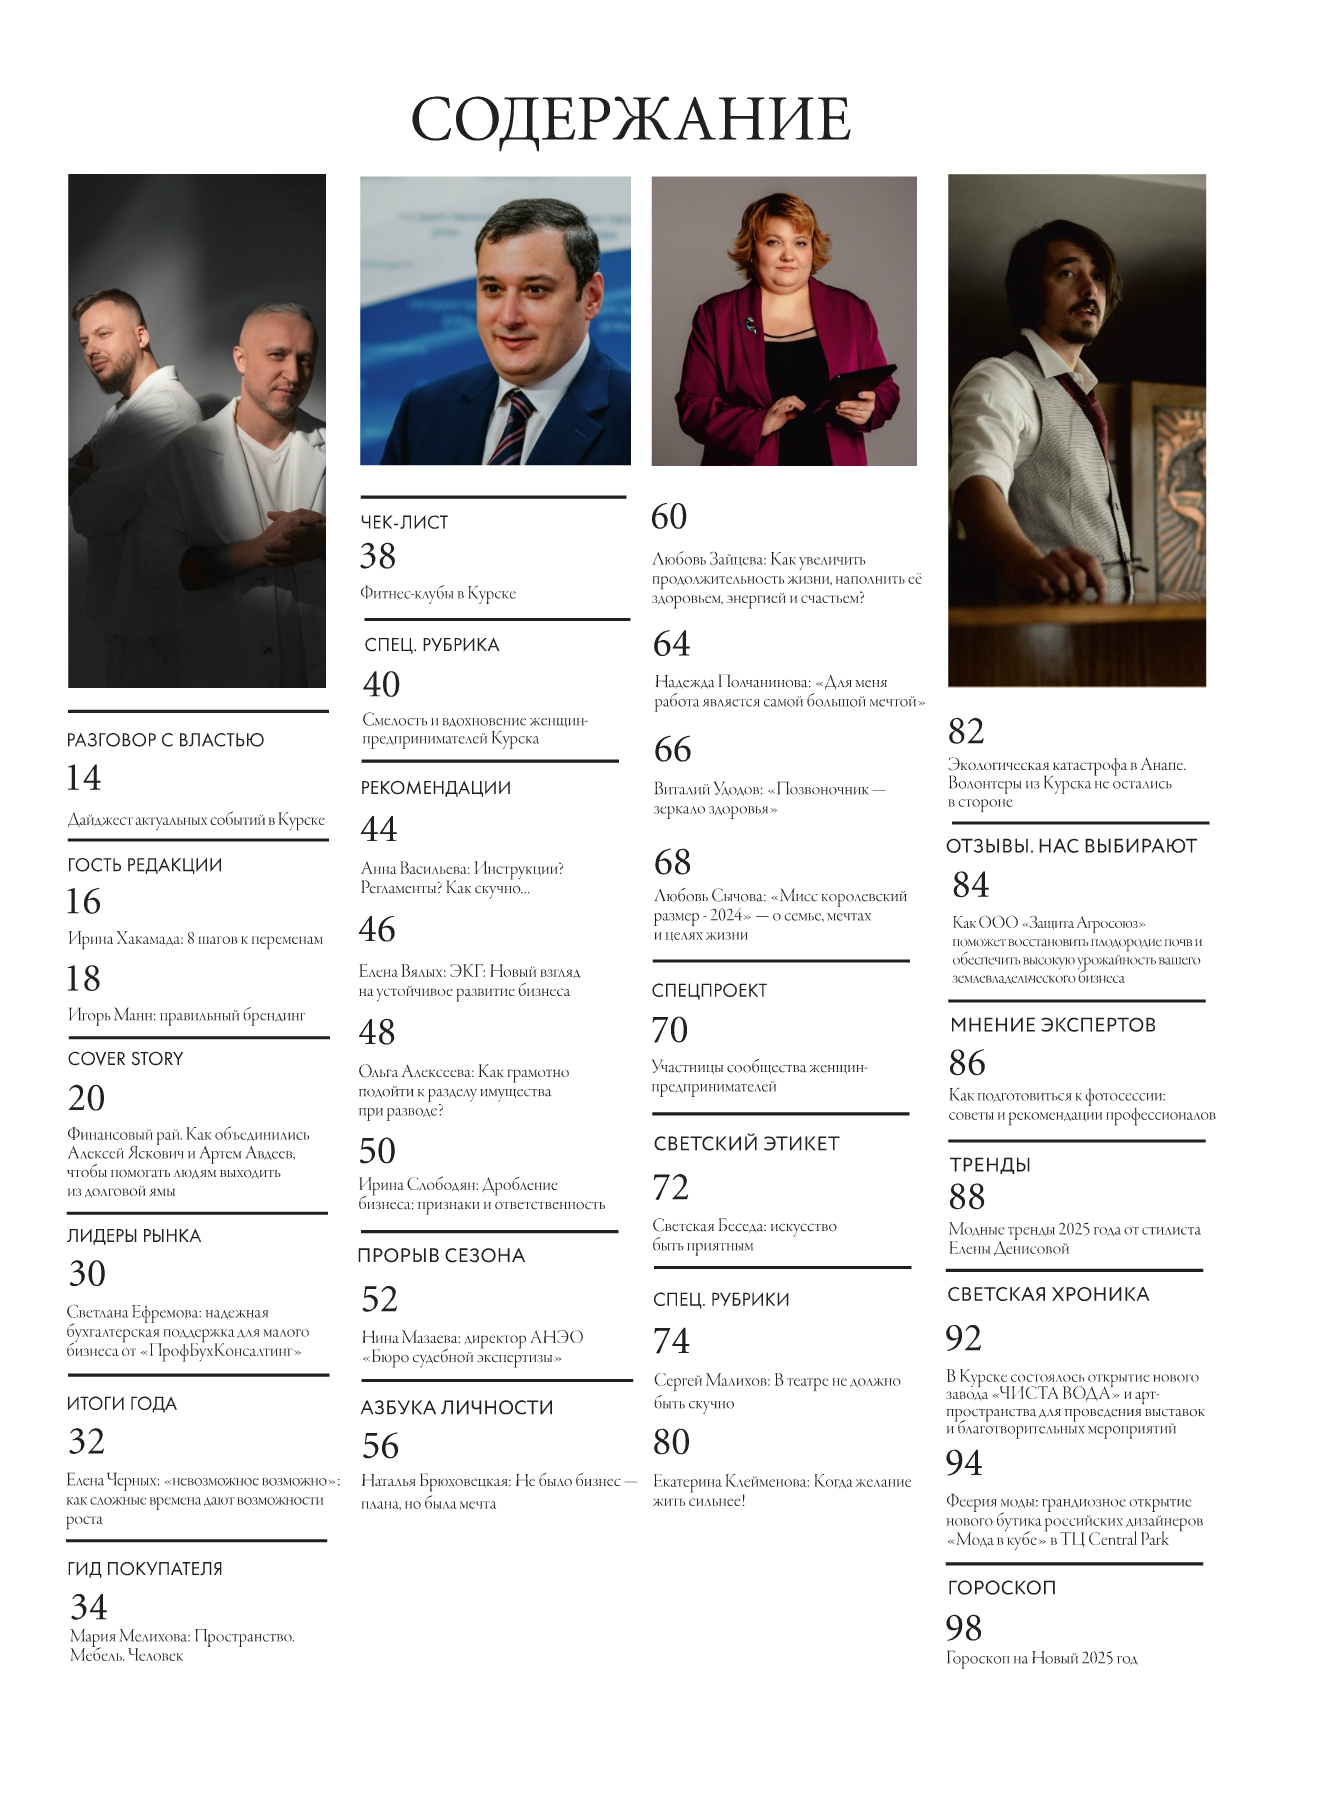 СОДЕРЖАНИЕ
РАЗГОВОР С ВЛАСТЬЮ
14
Дайджест актуальных событий в Курске
ГОСТЬ РЕДАКЦИИ
16
Ирина Хакамада: 8 шагов к переменам
18
Игорь Манн: правильный брендинг
COVER STORY
20
Финансовый рай. Как объединились
Алексей Яскович и Артем Авдеев,
чтобы помогать людям выходить
из долговой ямы
ЛИДЕРЫ РЫНКА
30
Светлана Ефремова: надежная
бухгалтерская поддержка для малого
бизнеса от «ПрофБухКонсалтинг»
ИТОГИ ГОДА
32
Елена Черных: «невозможное возможно»:
как сложные времена дают возможности
роста
ГИД ПОКУПАТЕЛЯ
34
Мария Мелихова: Пространство.
Мебель. Человек
ЧЕК-ЛИСТ
38
Фитнес-клубы в Курске
СПЕЦ. РУБРИКА
40
Смелость и вдохновение женщин-
предпринимателей Курска
РЕКОМЕНДАЦИИ
44
Анна Васильева: Инструкции?
Регламенты? Как скучно...
46
Елена Вялых: ЭКГ: Новый взгляд
на устойчивое развитие бизнеса
48
Ольга Алексеева: Как грамотно
подойти к разделу имущества
при разводе?
50
Ирина Слободян: Дробление
бизнеса: признаки и ответственность
ПРОРЫВ СЕЗОНА
52
Нина Мазаева: директор АНЭО
«Бюро судебной экспертизы»
АЗБУКА ЛИЧНОСТИ
56
Наталья Брюховецкая: Не было бизнес —
плана, но была мечта
60
Любовь Зайцева: Как увеличить
продолжительность жизни, наполнить её
здоровьем, энергией и счастьем?
64
Надежда Полчанинова: «Для меня
работа является самой большой мечтой»
66
Виталий Удодов: «Позвоночник —
зеркало здоровья»
68
Любовь Сычова: «Мисс королевский
размер - 2024» — о семье, мечтах
и целях жизни
СПЕЦПРОЕКТ
70
Участницы сообщества женщин-
предпринимателей
СВЕТСКИЙ ЭТИКЕТ
72
Светская Беседа: искусство
быть приятным
СПЕЦ. РУБРИКИ
74
Сергей Малихов: В театре не должно
быть скучно
80
Екатерина Клейменова: Когда желание
жить сильнее!
82
Экологическая катастрофа в Анапе.
Волонтеры из Курска не остались
в стороне
ОТЗЫВЫ. НАС ВЫБИРАЮТ
84
Как ООО «Защита Агросоюз»
поможет восстановить плодородие почв и
обеспечить высокую урожайность вашего
землевладельческого бизнеса
МНЕНИЕ ЭКСПЕРТОВ
86
Как подготовиться к фотосессии:
советы и рекомендации профессионалов
ТРЕНДЫ
88
Модные тренды 2025 года от стилиста
Елены Денисовой
СВЕТСКАЯ ХРОНИКА
92
В Курске состоялось открытие нового
завода «ЧИСТА ВОДА» и арт-
пространства для проведения выставок
и благотворительных мероприятий
94
Феерия моды: грандиозное открытие
нового бутика российских дизайнеров
«Мода в кубе» в ТЦ Central Park
ГОРОСКОП
98
Гороскоп на Новый 2025 год